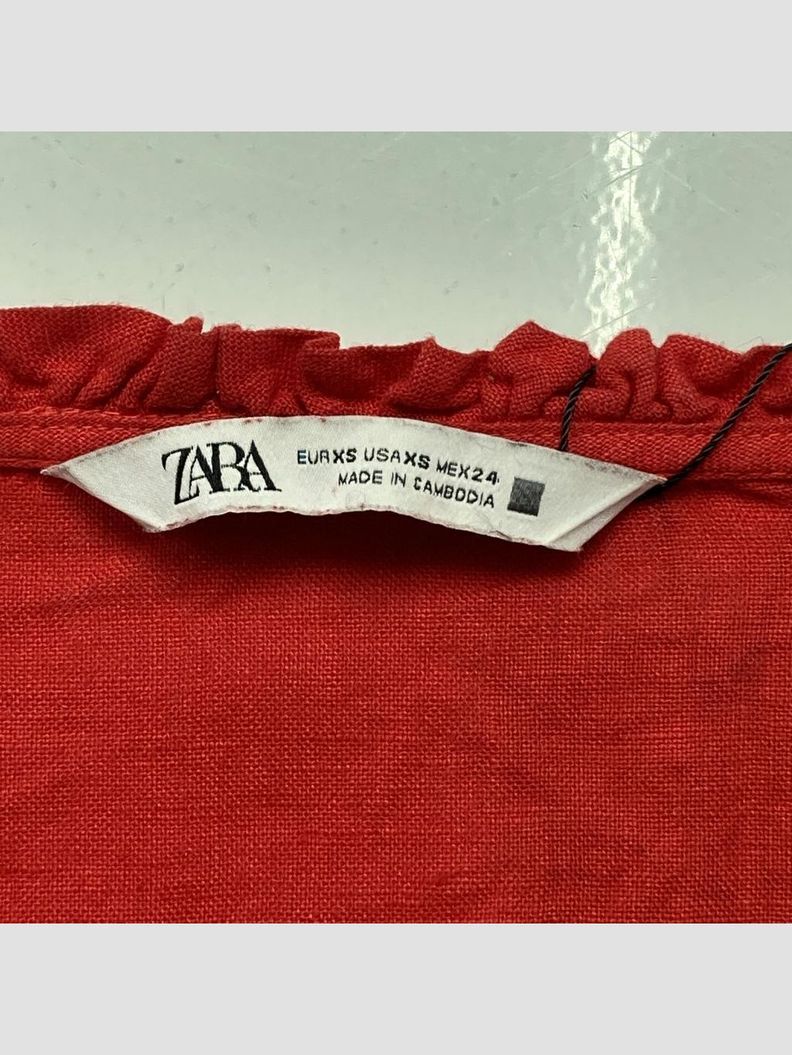 ZARA
EUR XS USA XS MEX 24
MADE IN CAMBODIA